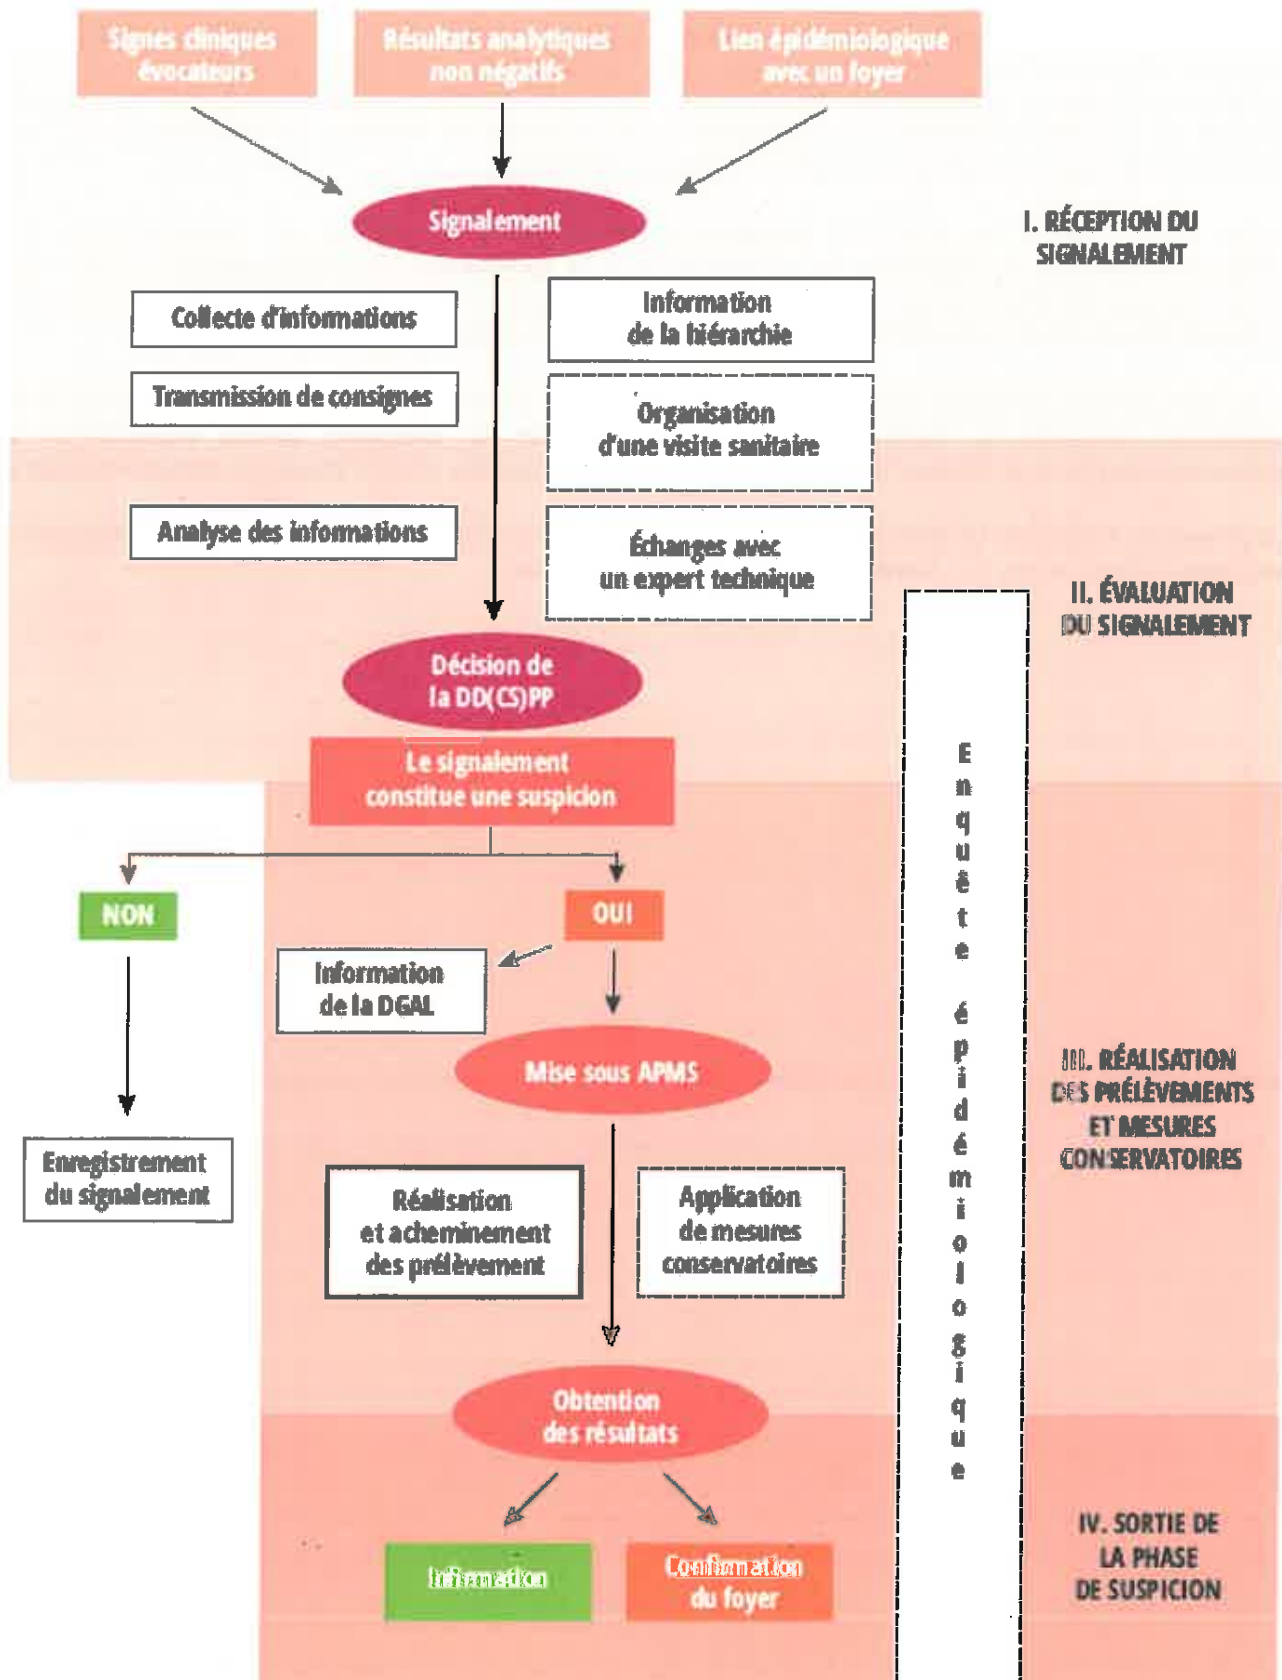 Signes cliniques
évocateurs
Résultats analytiques
non négatifs
Lien épidémiologique
avec un foyer
Signalement
I. RÉCEPTION DU
SIGNALEMENT
Collecte d'informations
Information
de la hiérarchie
Transmission de consignes
Organisation
d'une visite sanitaire
Analyse des informations
Échanges avec
un expert technique
II. ÉVALUATION
DU SIGNALEMENT
Décision de
la DD(CS)PP
Le signalement
constitue une suspicion
NON
OUI
Information
de la DGAL
Mise sous APMS
Enquête épidémiologique
III. RÉALISATION
DES PRÉLÈVEMENTS
ET MESURES
CONSERVATOIRES
Enregistrement
du signalement
Réalisation
et acheminement
des prélèvement
Application
de mesures
conservatoires
Obtention
des résultats
Infirmation
Confirmation
du foyer
IV. SORTIE DE
LA PHASE
DE SUSPICION